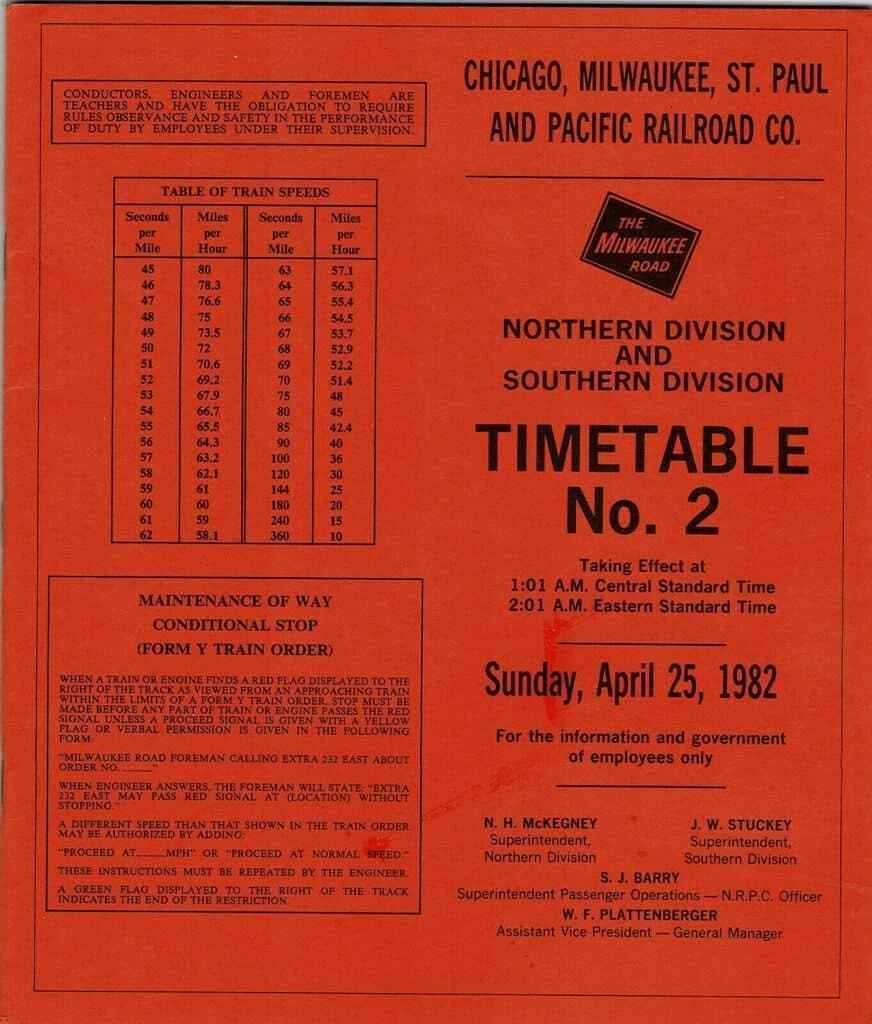 CONDUCTORS, ENGINEERS AND FOREMEN ARE
TEACHERS AND HAVE THE OBLIGATION TO REQUIRE
RULES OBSERVANCE AND SAFETY IN THE PERFORMANCE
OF DUTY BY EMPLOYEES UNDER THEIR SUPERVISION.
TABLE OF TRAIN SPEEDS
Seconds Miles Seconds Miles
per per per per
Mile Hour Mile Hour
45 80 63 57.1
46 78.3 64 56.3
47 76.6 65 55.4
48 75 66 54.5
49 73.5 67 53.7
50 72 68 52.9
51 70.6 69 52.2
52 69.2 70 51.4
53 67.9 75 48
54 66.7 80 45
55 65.5 85 42.4
56 64.3 90 40
57 63.2 100 36
58 62.1 120 30
59 61 144 25
60 60 180 20
61 59 240 15
62 58.1 360 10
MAINTENANCE OF WAY
CONDITIONAL STOP
(FORM Y TRAIN ORDER)
WHEN A TRAIN OR ENGINE FINDS A RED FLAG DISPLAYED TO THE
RIGHT OF THE TRACK AS VIEWED FROM AN APPROACHING TRAIN
WITHIN THE LIMITS OF A FORM Y TRAIN ORDER, STOP MUST BE
MADE BEFORE ANY PART OF TRAIN OR ENGINE PASSES THE RED
SIGNAL UNLESS A PROCEED SIGNAL IS GIVEN WITH A YELLOW
FLAG OR VERBAL PERMISSION IS GIVEN IN THE FOLLOWING
FORM:
"MILWAUKEE ROAD FOREMAN CALLING EXTRA 232 EAST ABOUT
ORDER NO. _____"
WHEN ENGINEER ANSWERS, THE FOREMAN WILL STATE: "EXTRA
232 EAST MAY PASS RED SIGNAL AT (LOCATION) WITHOUT
STOPPING."
A DIFFERENT SPEED THAN THAT SHOWN IN THE TRAIN ORDER
MAY BE AUTHORIZED BY ADDING:
"PROCEED AT_____MPH" OR "PROCEED AT NORMAL SPEED."
THESE INSTRUCTIONS MUST BE REPEATED BY THE ENGINEER.
A GREEN FLAG DISPLAYED TO THE RIGHT OF THE TRACK
INDICATES THE END OF THE RESTRICTION.
CHICAGO, MILWAUKEE, ST. PAUL
AND PACIFIC RAILROAD CO.
THE
MILWAUKEE
ROAD
NORTHERN DIVISION
AND
SOUTHERN DIVISION
TIMETABLE
No. 2
Taking Effect at
1:01 A.M. Central Standard Time
2:01 A.M. Eastern Standard Time
Sunday, April 25, 1982
For the information and government
of employees only
N. H. McKEGNEY J. W. STUCKEY
Superintendent, Superintendent,
Northern Division Southern Division
S. J. BARRY
Superintendent Passenger Operations — N.R.P.C. Officer
W. F. PLATTENBERGER
Assistant Vice President — General Manager